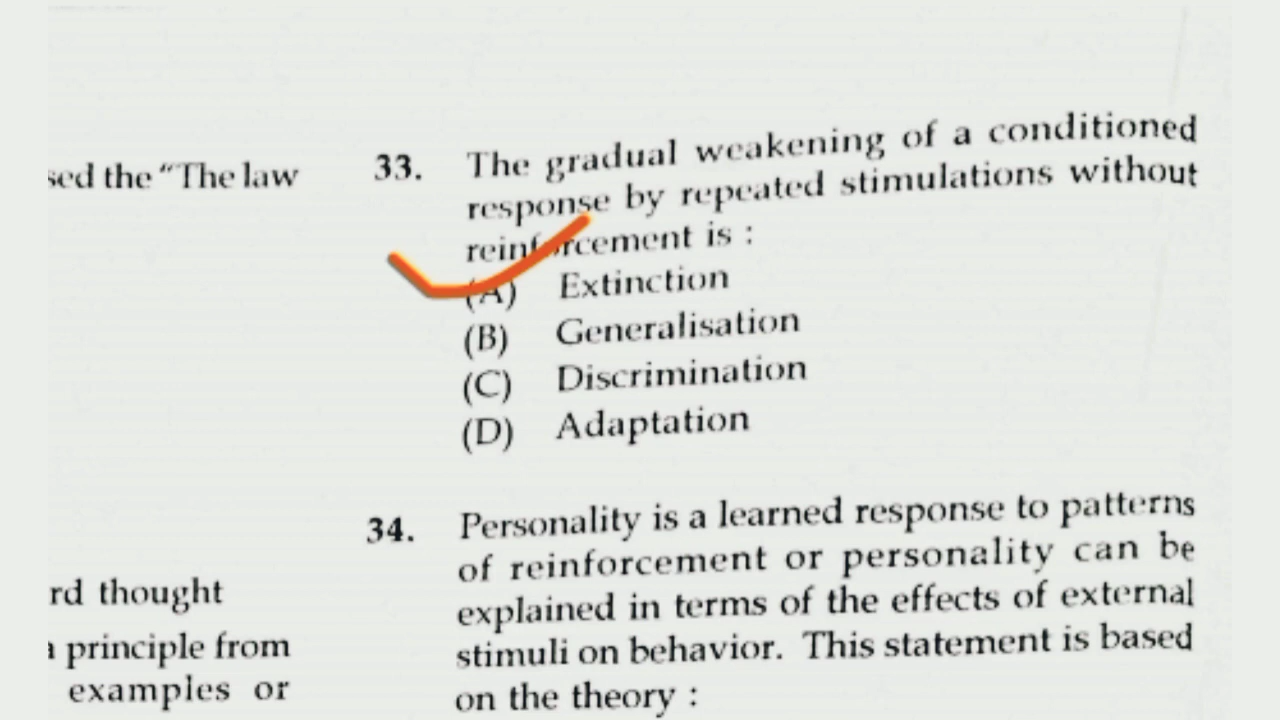 sed the "The law
rd thought
principle from
examples or
33. The gradual weakening of a conditioned
response by repeated stimulations without
reinforcement is :
(A) Extinction
(B) Generalisation
(C) Discrimination
(D) Adaptation
34. Personality is a learned response to patterns
of reinforcement or personality can be
explained in terms of the effects of external
stimuli on behavior. This statement is based
on the theory :